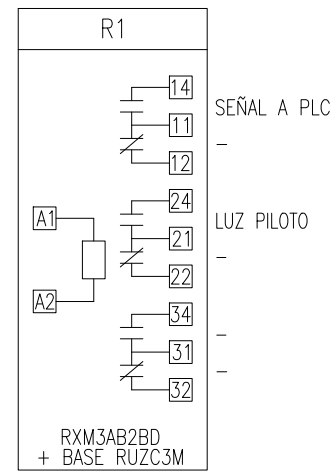 R1
14
SEÑAL A PLC
11
–
12
24
LUZ PILOTO
A1
21
–
22
A2
34
–
31
–
32
RXM3AB2BD
+ BASE RUZC3M